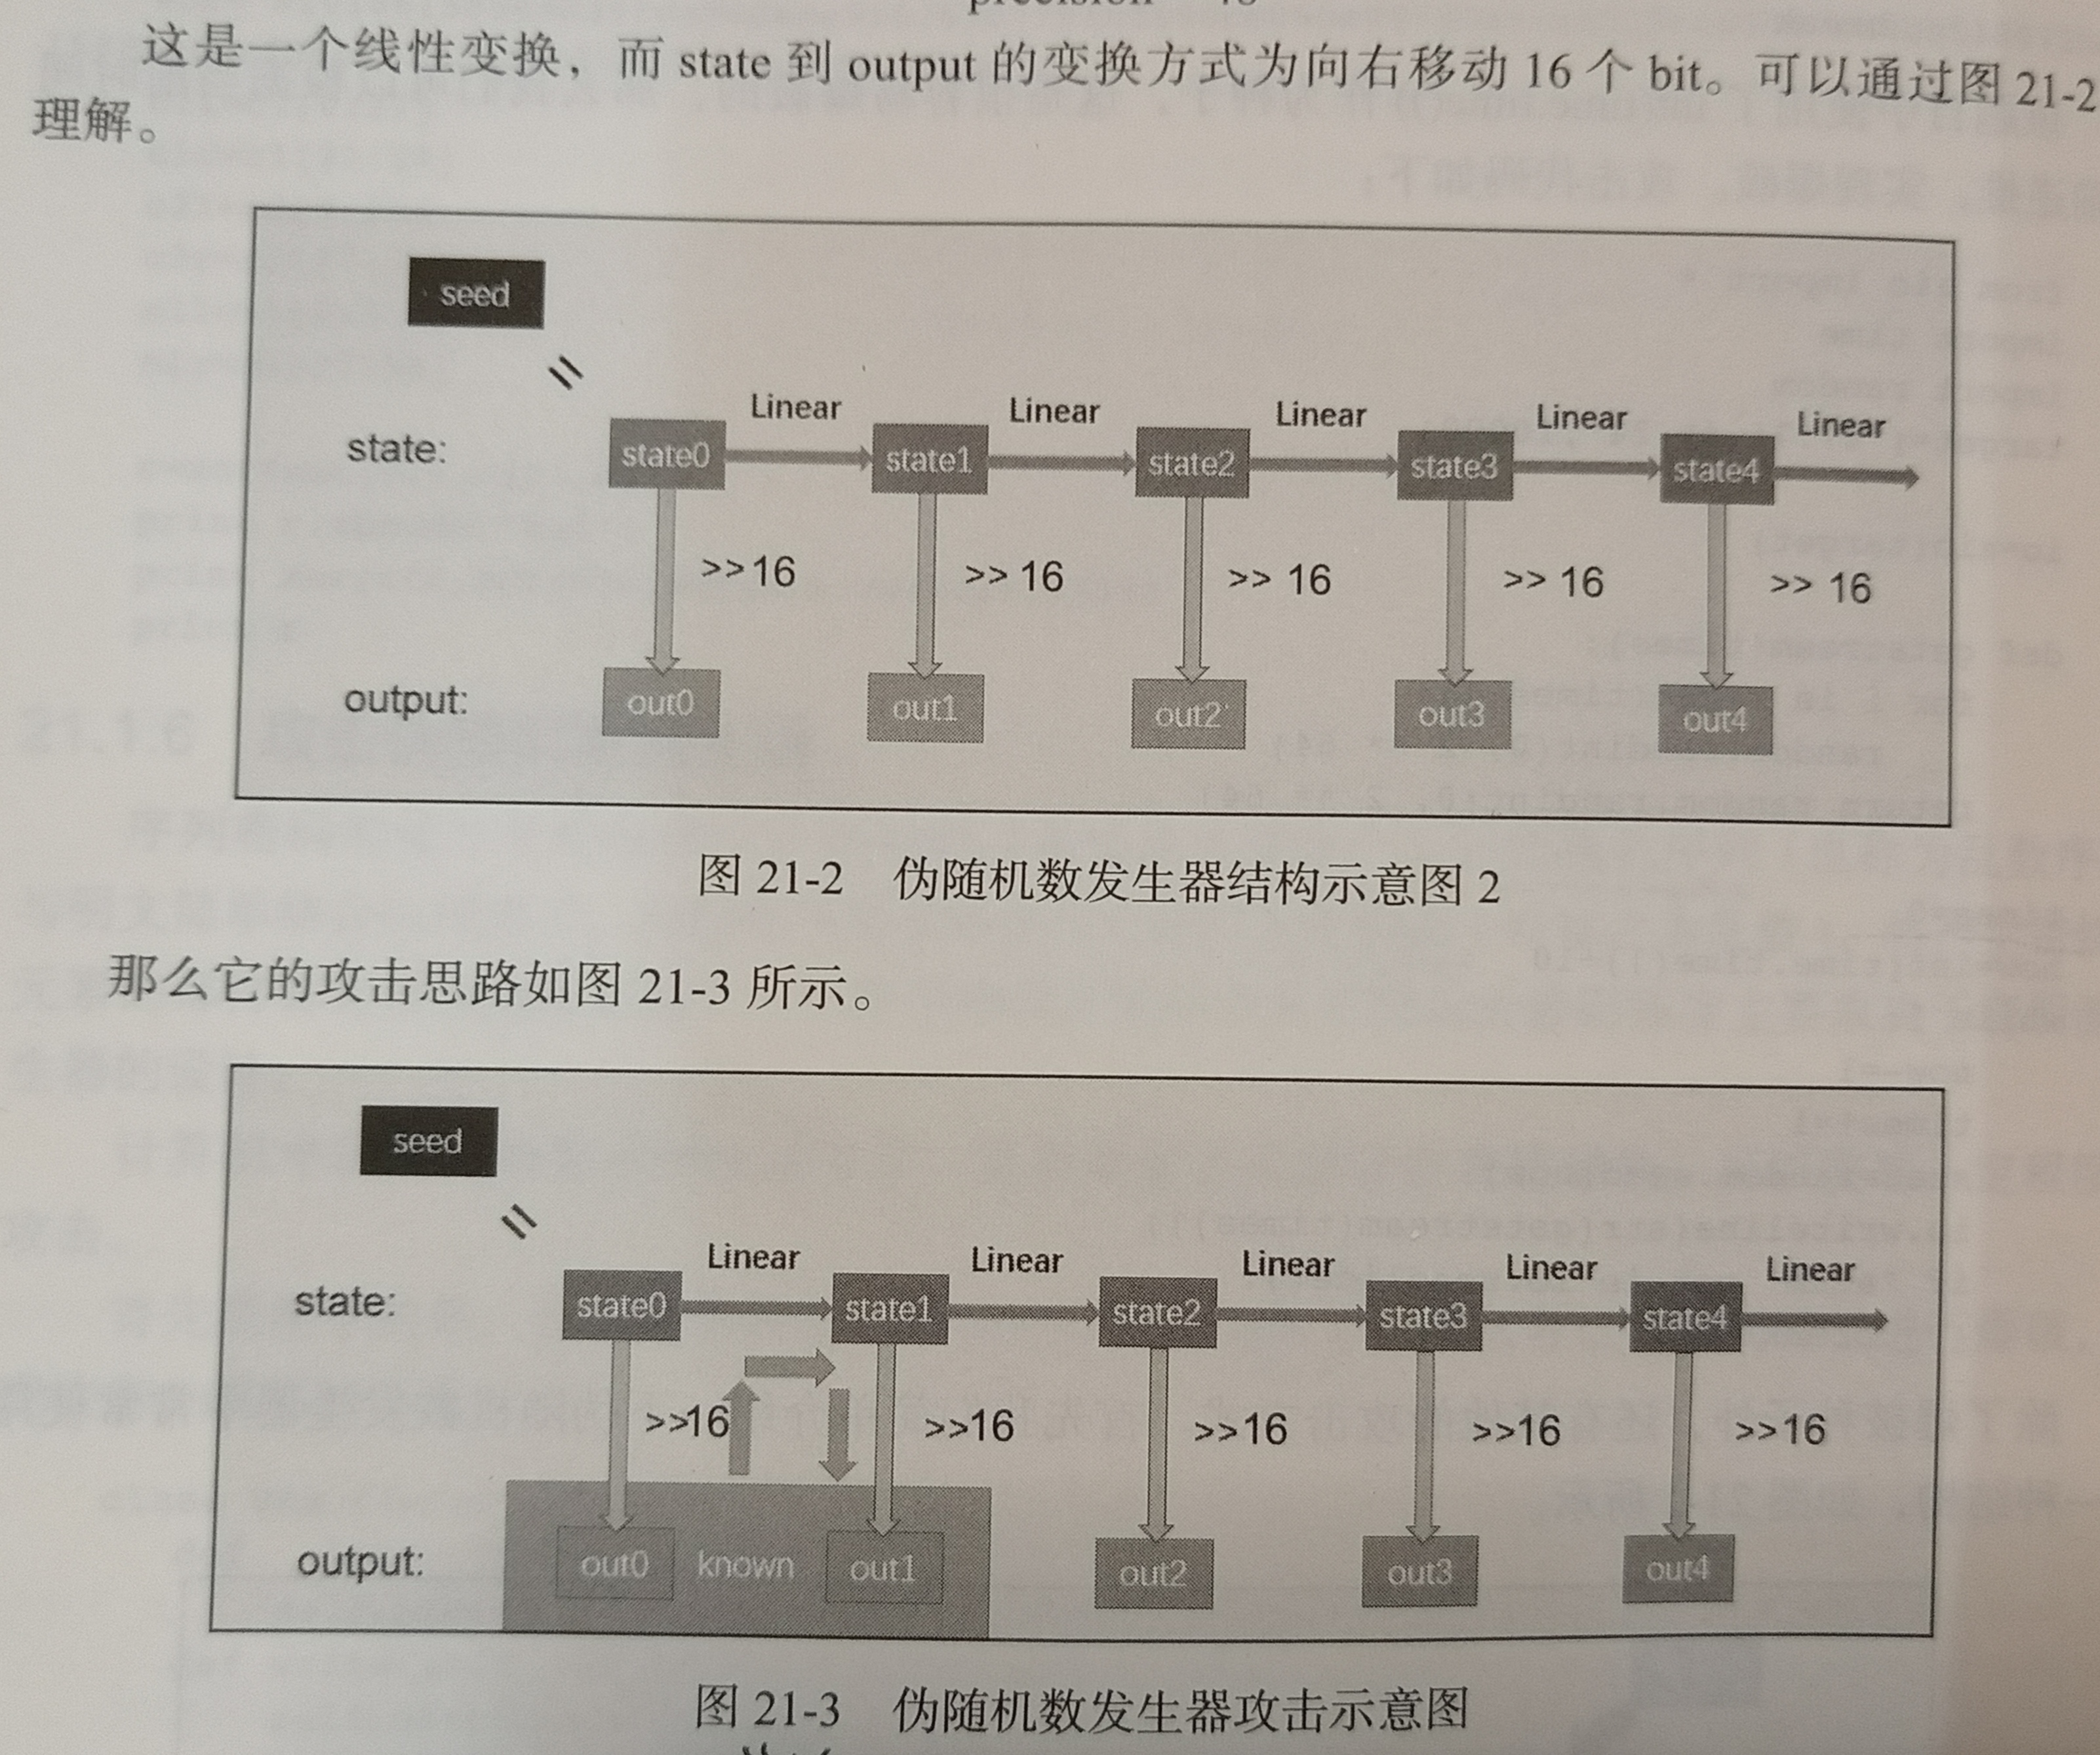 这是一个线性变换，而 state 到 output 的变换方式为向右移动 16 个 bit。可以通过图 21-2
理解。
seed
Linear Linear Linear Linear Linear
state: state0 state1 state2 state3 state4
>>16 >> 16 >> 16 >> 16 >> 16
output: out0 out1 out2 out3 out4
图 21-2 伪随机数发生器结构示意图 2
那么它的攻击思路如图 21-3 所示。
seed
Linear Linear Linear Linear Linear
state: state0 state1 state2 state3 state4
>>16 >>16 >>16 >>16 >>16
output: out0 known out1 out2 out3 out4
图 21-3 伪随机数发生器攻击示意图